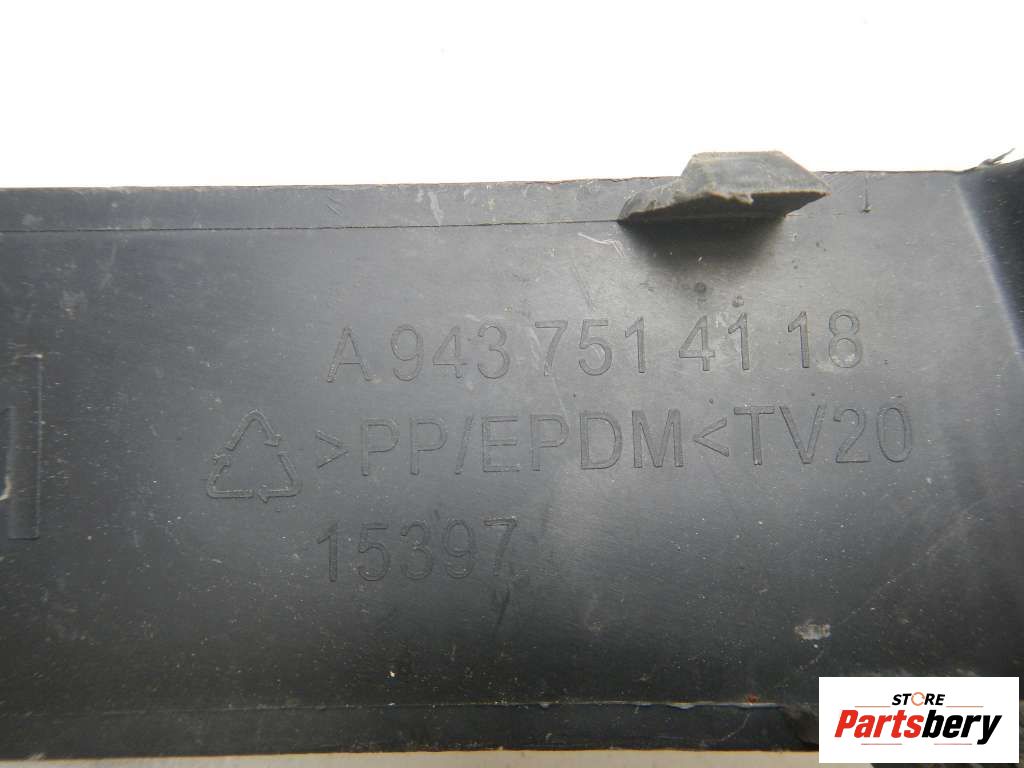 A 943 751 41 18
>PP/EPDM<TV20
15397
STORE
Partsbery